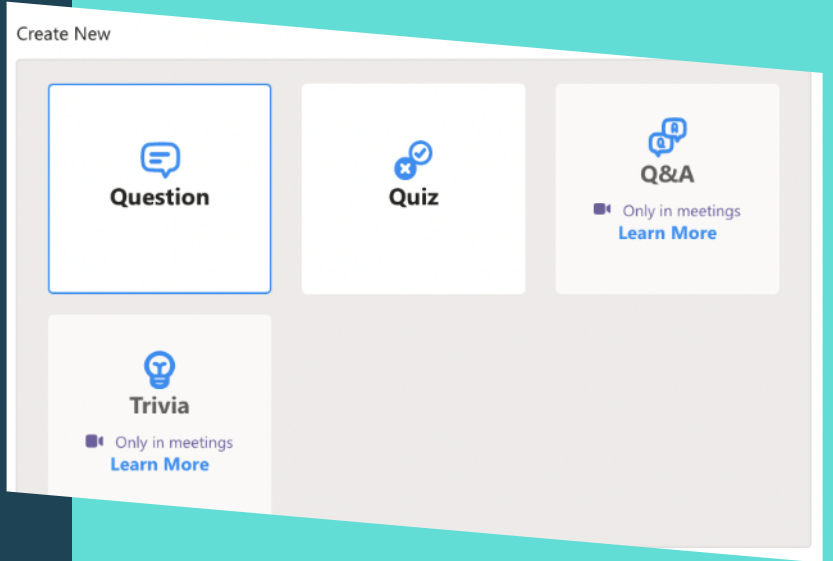 Create New
Question
Quiz
Q&A
Only in meetings
Learn More
Trivia
Only in meetings
Learn More